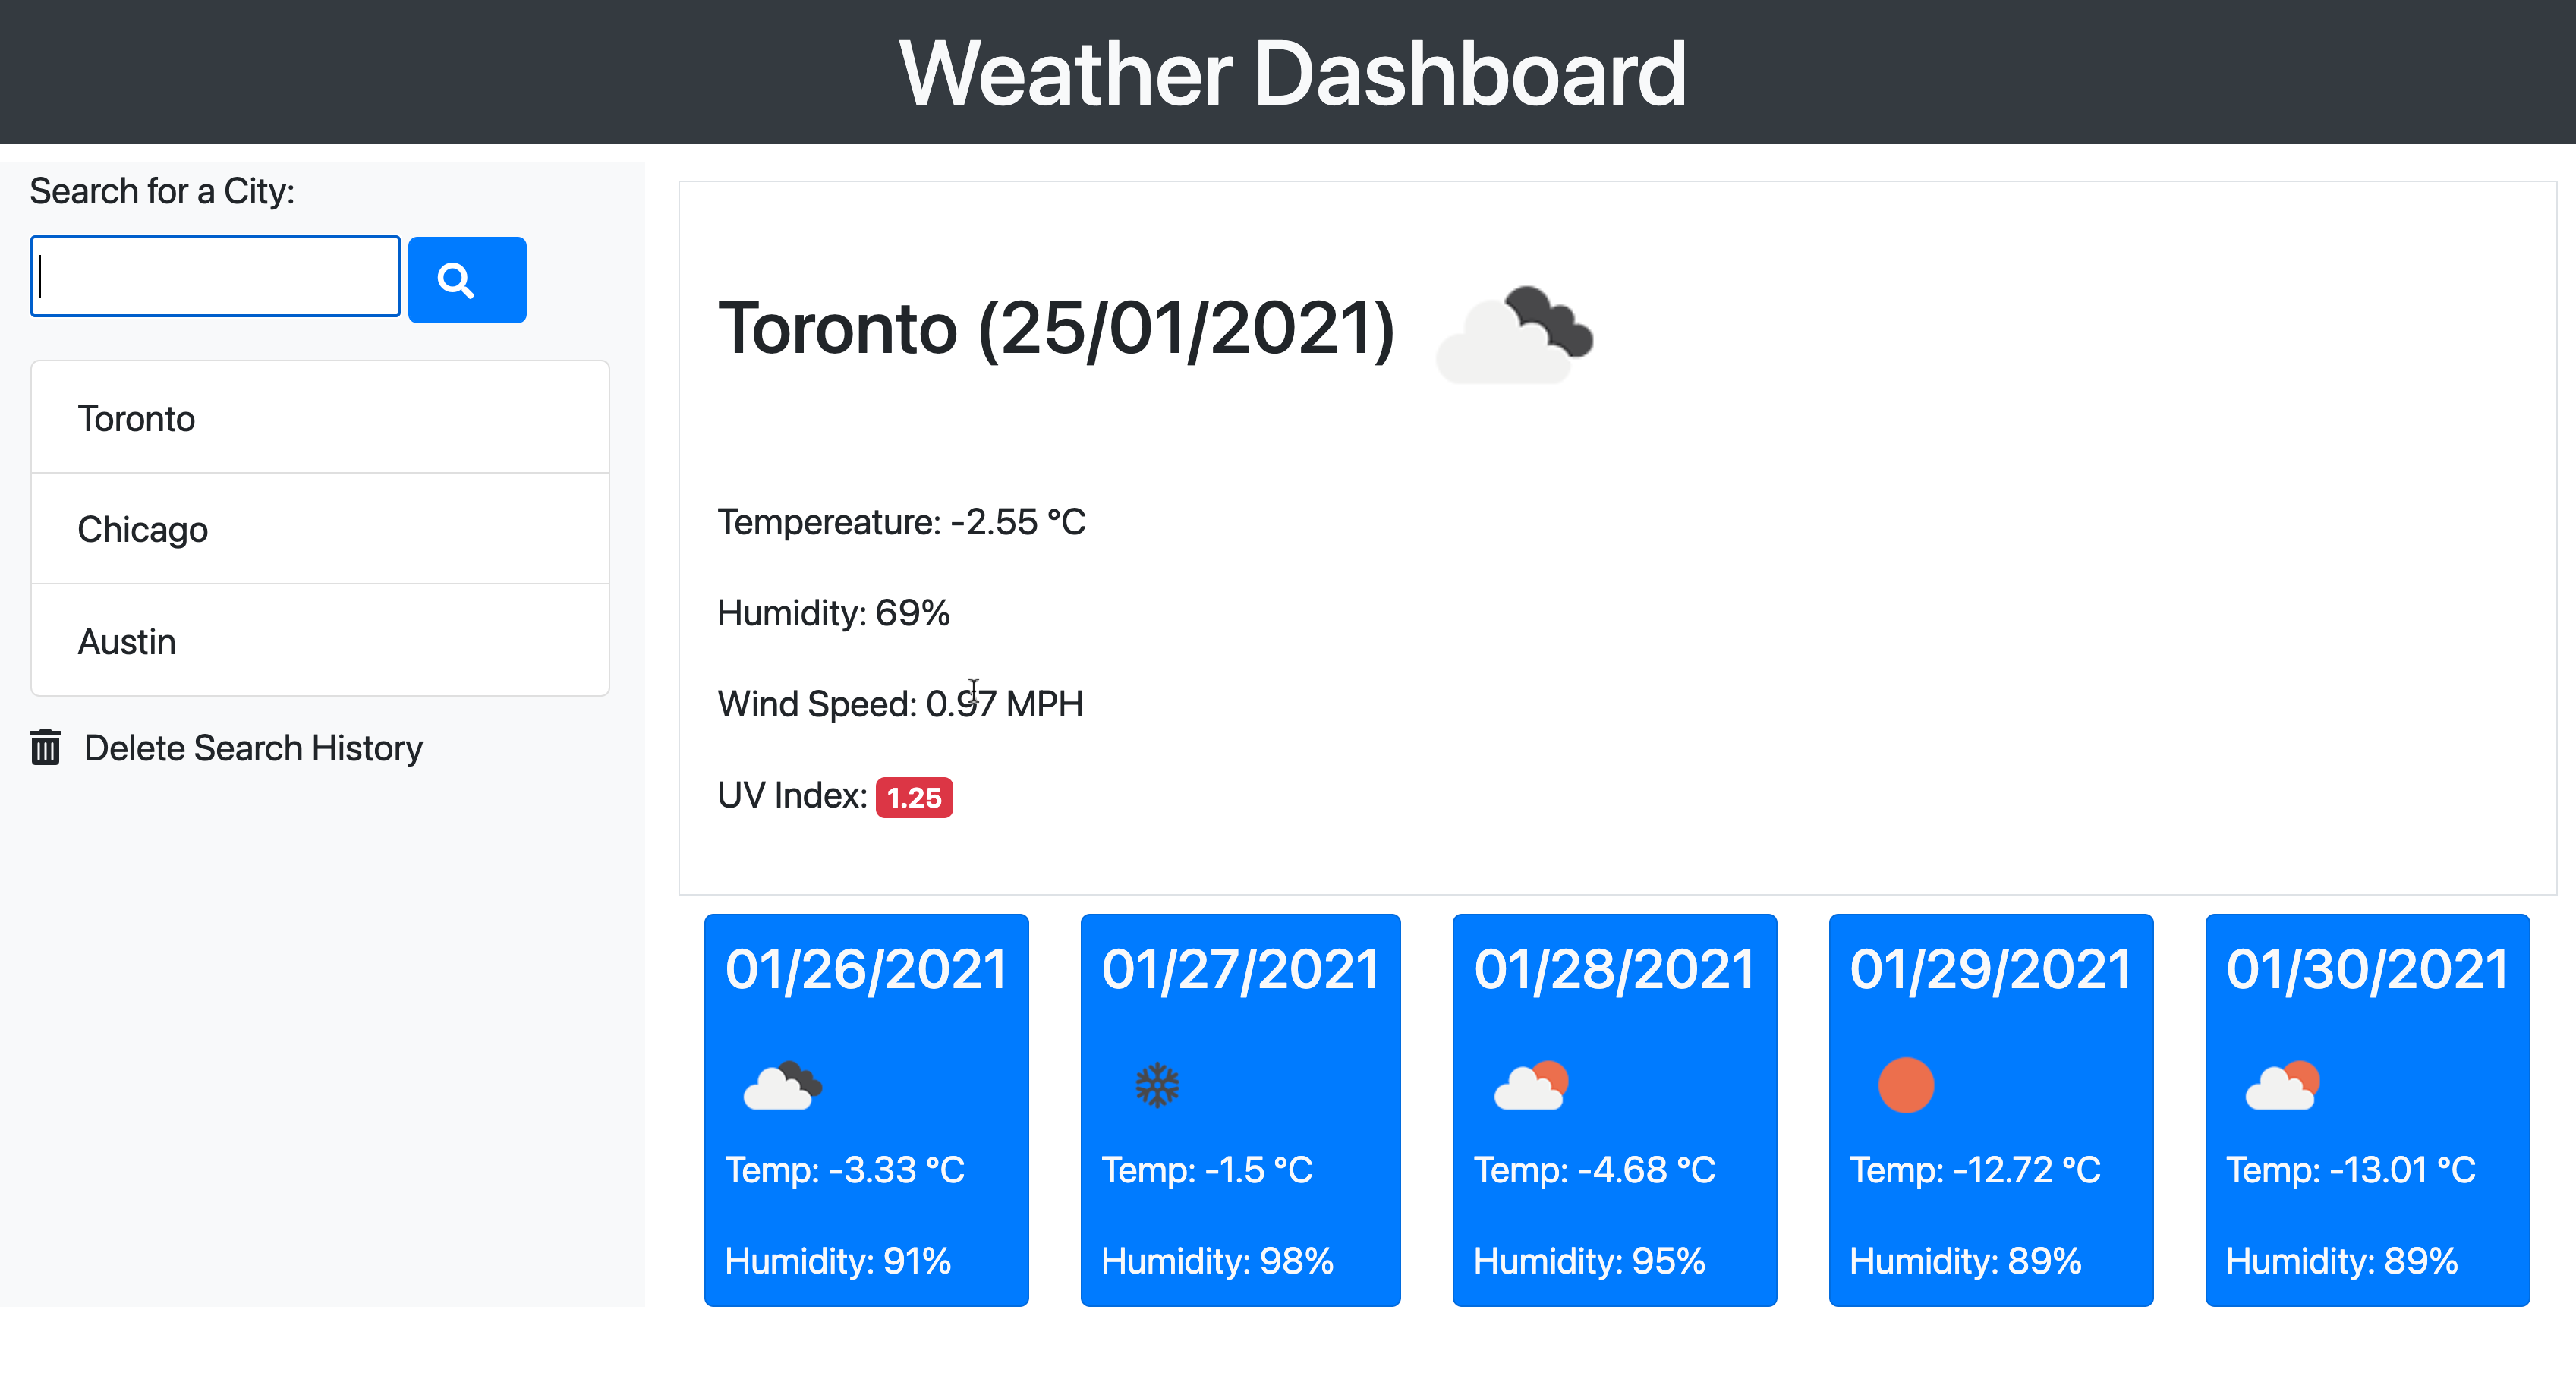 Weather Dashboard
Search for a City:
Toronto
Chicago
Austin
Delete Search History
Toronto (25/01/2021)
Tempereature: -2.55 °C
Humidity: 69%
Wind Speed: 0.97 MPH
UV Index: 1.25
01/26/2021
Temp: -3.33 °C
Humidity: 91%
01/27/2021
Temp: -1.5 °C
Humidity: 98%
01/28/2021
Temp: -4.68 °C
Humidity: 95%
01/29/2021
Temp: -12.72 °C
Humidity: 89%
01/30/2021
Temp: -13.01 °C
Humidity: 89%